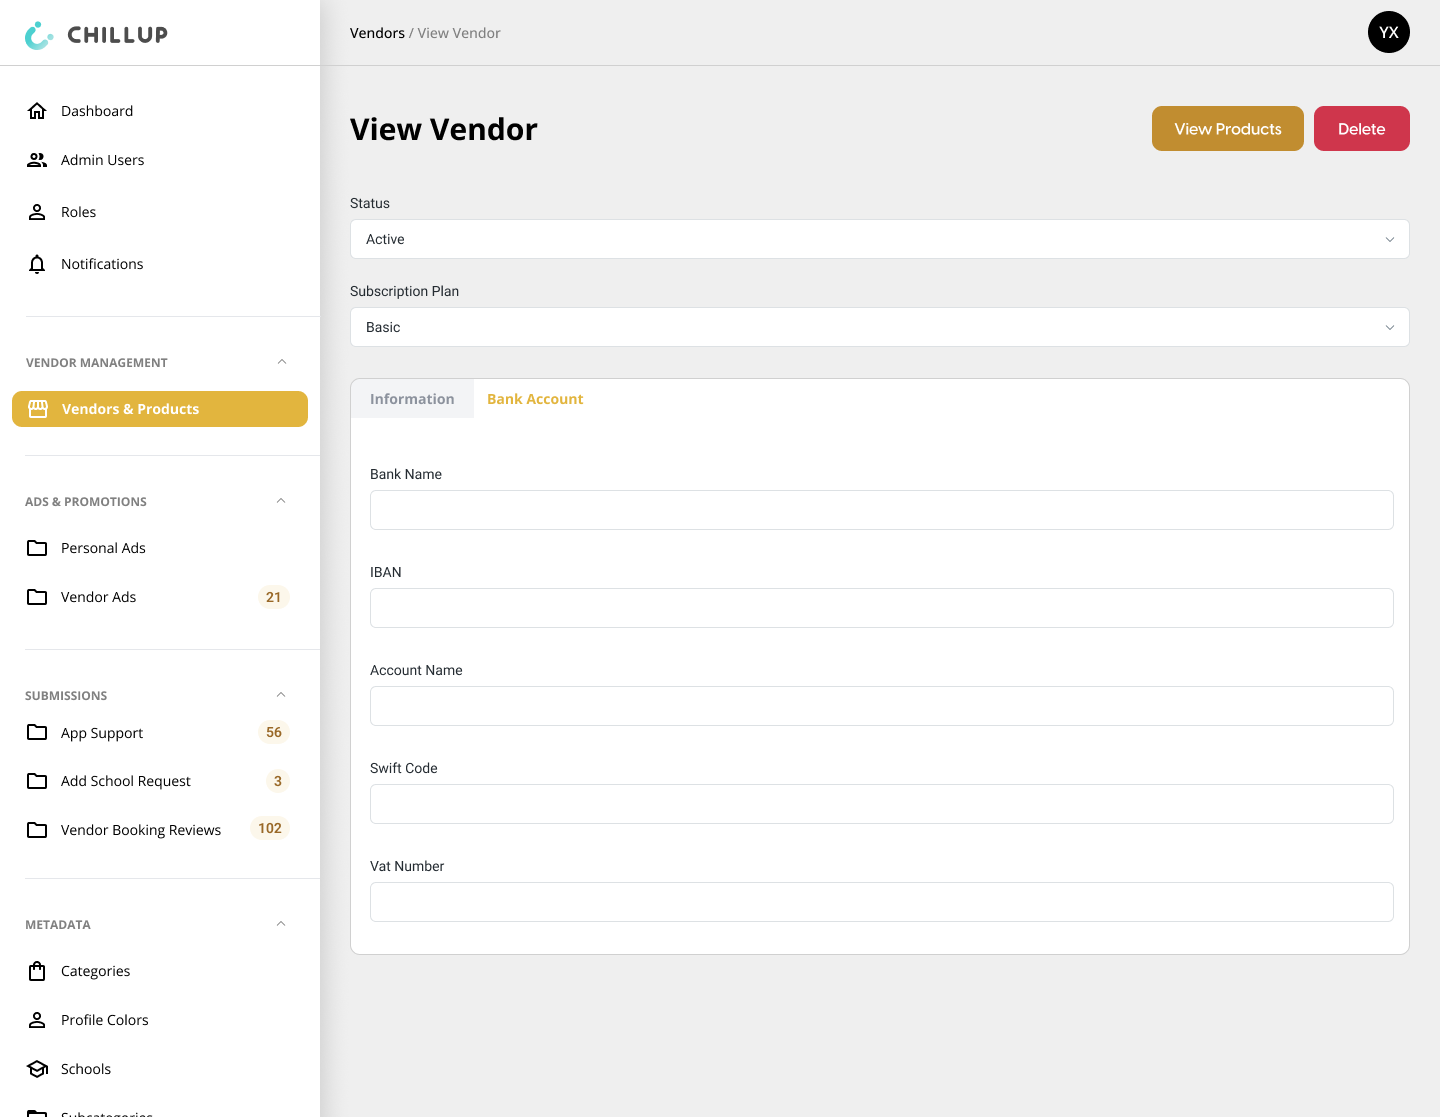 CHILLUP
Vendors / View Vendor
YX
Dashboard
Admin Users
Roles
Notifications
VENDOR MANAGEMENT
Vendors & Products
ADS & PROMOTIONS
Personal Ads
Vendor Ads 21
SUBMISSIONS
App Support 56
Add School Request 3
Vendor Booking Reviews 102
METADATA
Categories
Profile Colors
Schools
Subcategories
View Vendor
View Products
Delete
Status
Active
Subscription Plan
Basic
Information Bank Account
Bank Name
IBAN
Account Name
Swift Code
Vat Number